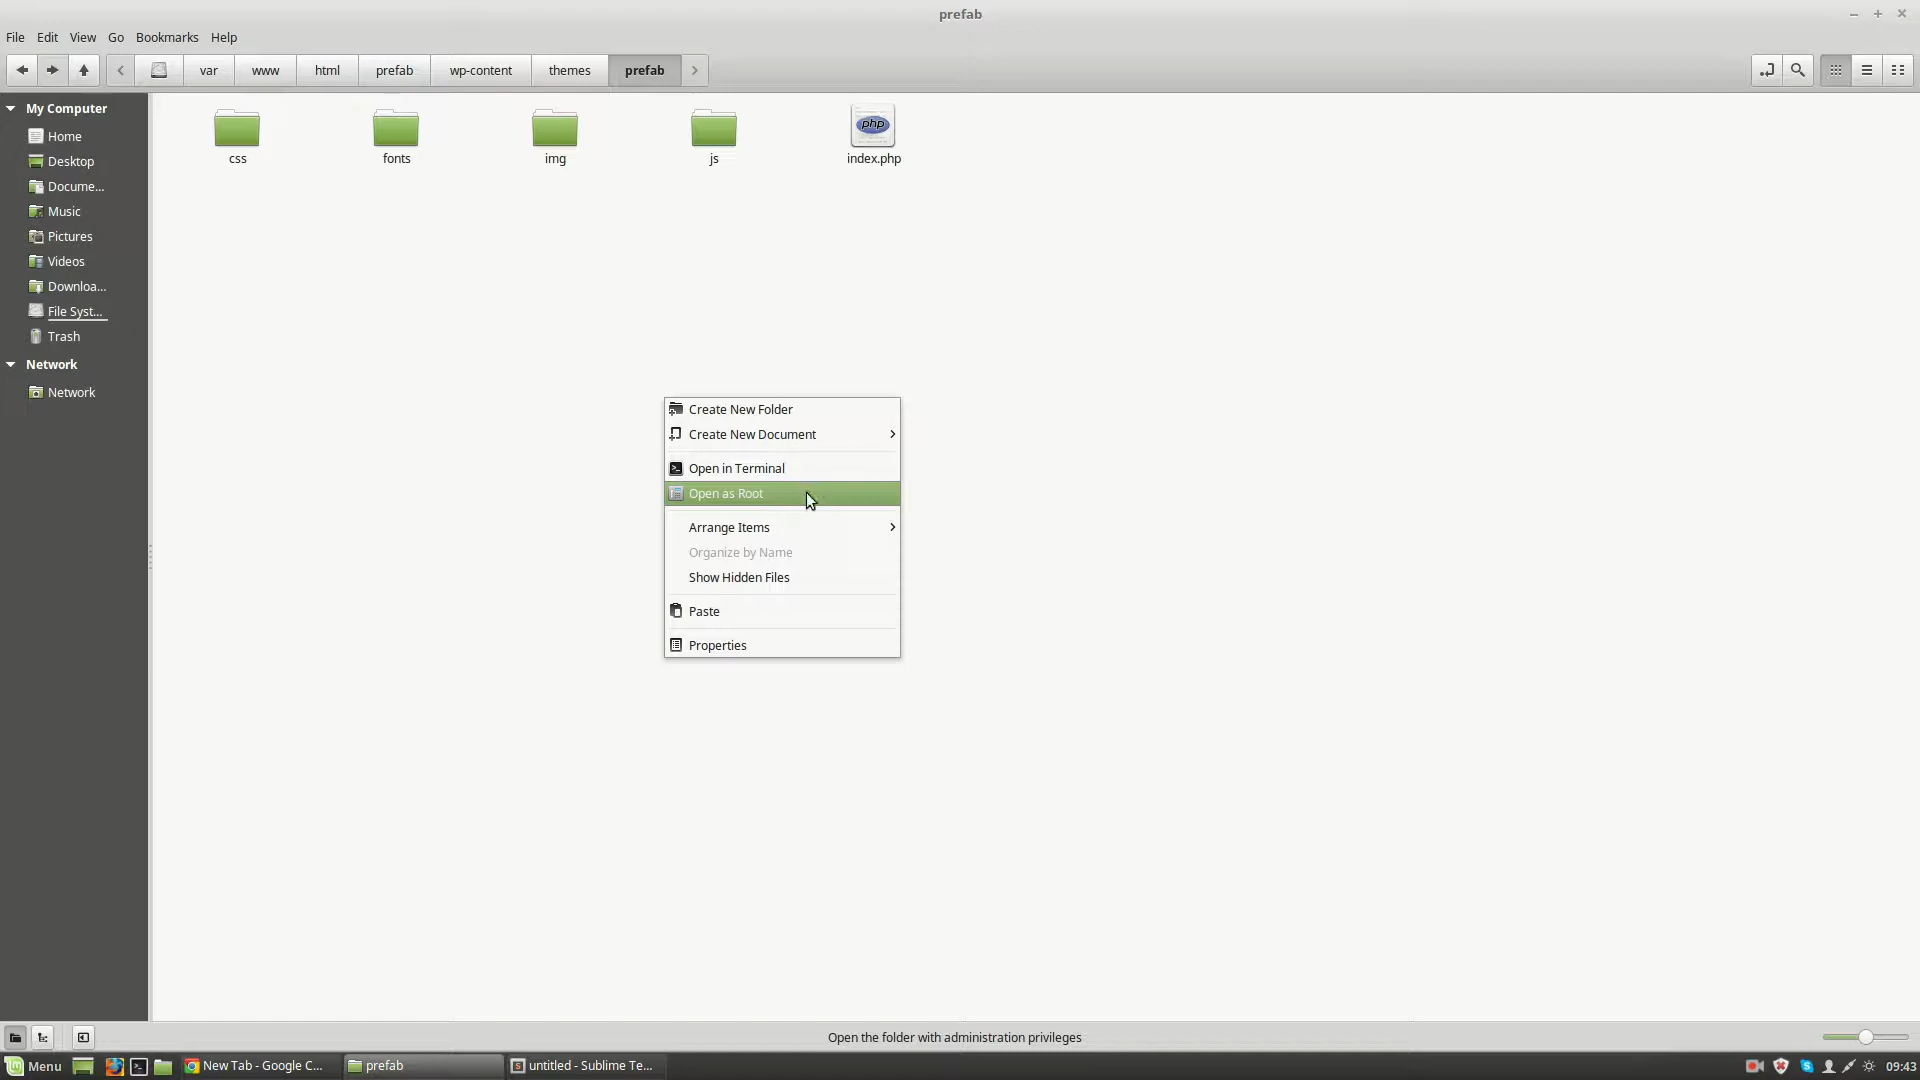 prefab
File Edit View Go Bookmarks Help
var www html prefab wp-content themes prefab
My Computer
Home
Desktop
Docume...
Music
Pictures
Videos
Downloa...
File Syst...
Trash
Network
Network
css fonts img js index.php
php
Create New Folder
Create New Document
Open in Terminal
Open as Root
Arrange Items
Organize by Name
Show Hidden Files
Paste
Properties
Open the folder with administration privileges
Menu New Tab - Google C... prefab untitled - Sublime Te... 09:43